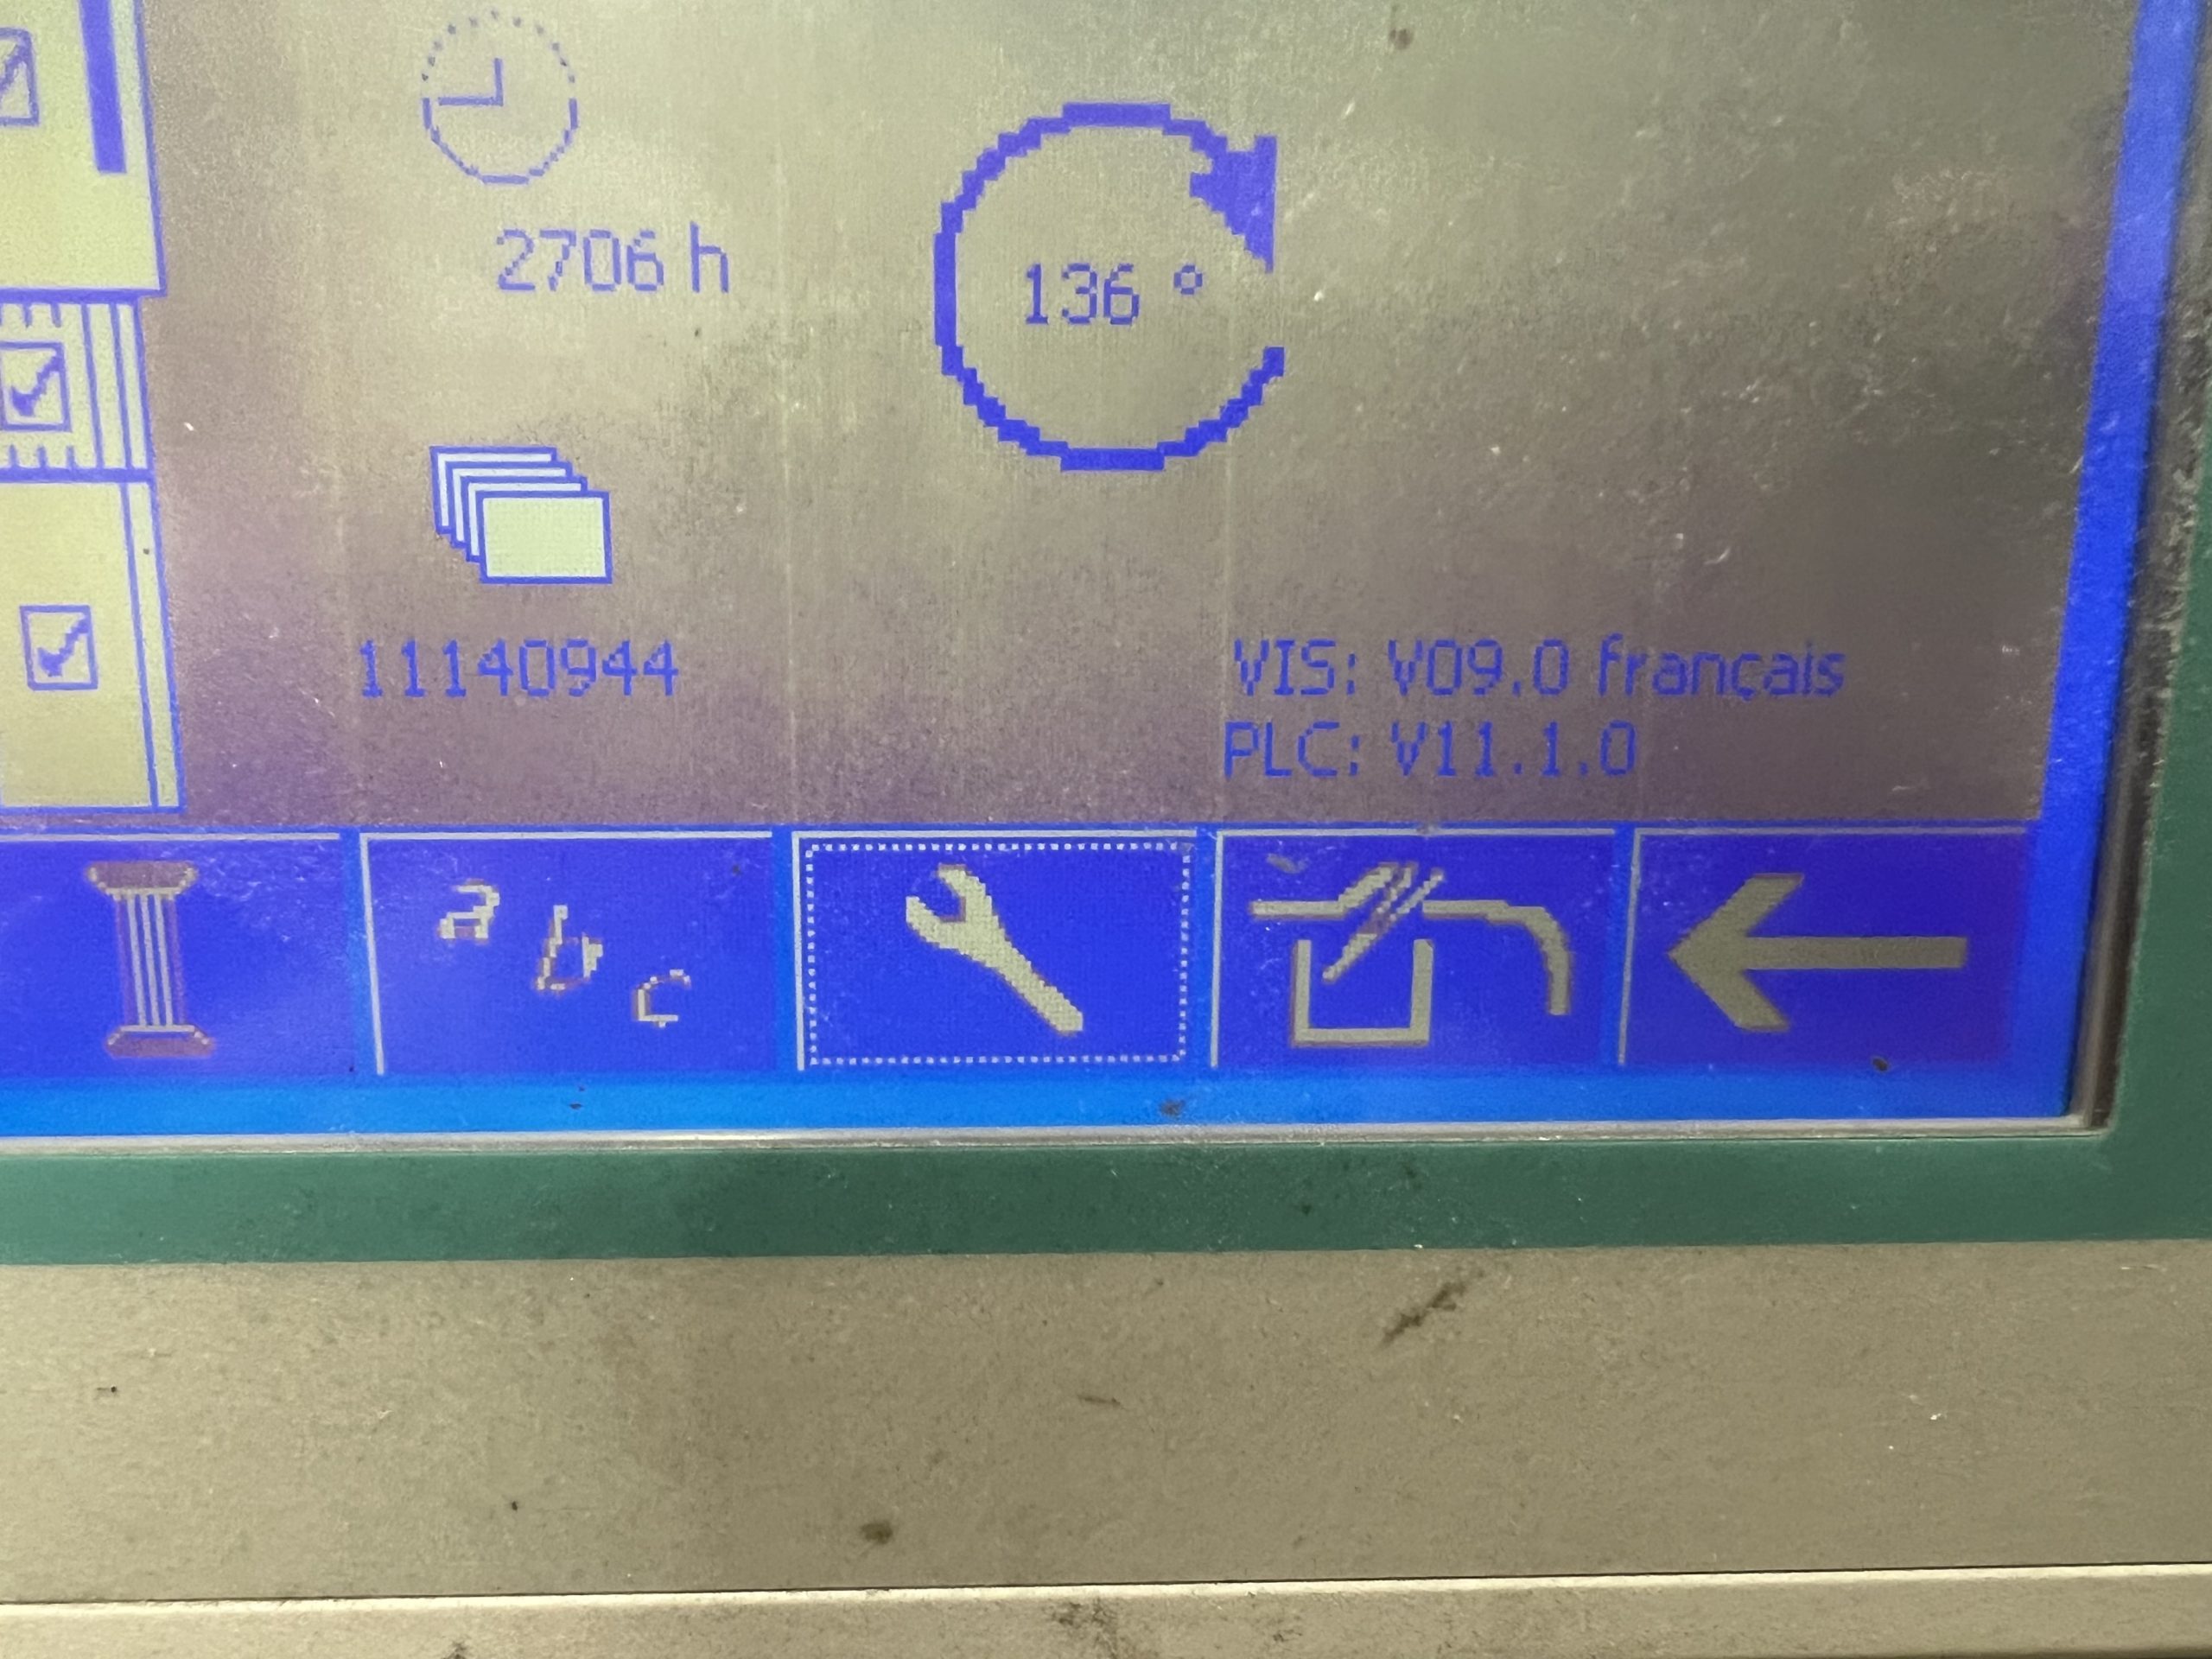 2706 h
136 °
11140944
VIS: V09.0 français
PLC: V11.1.0
a b c